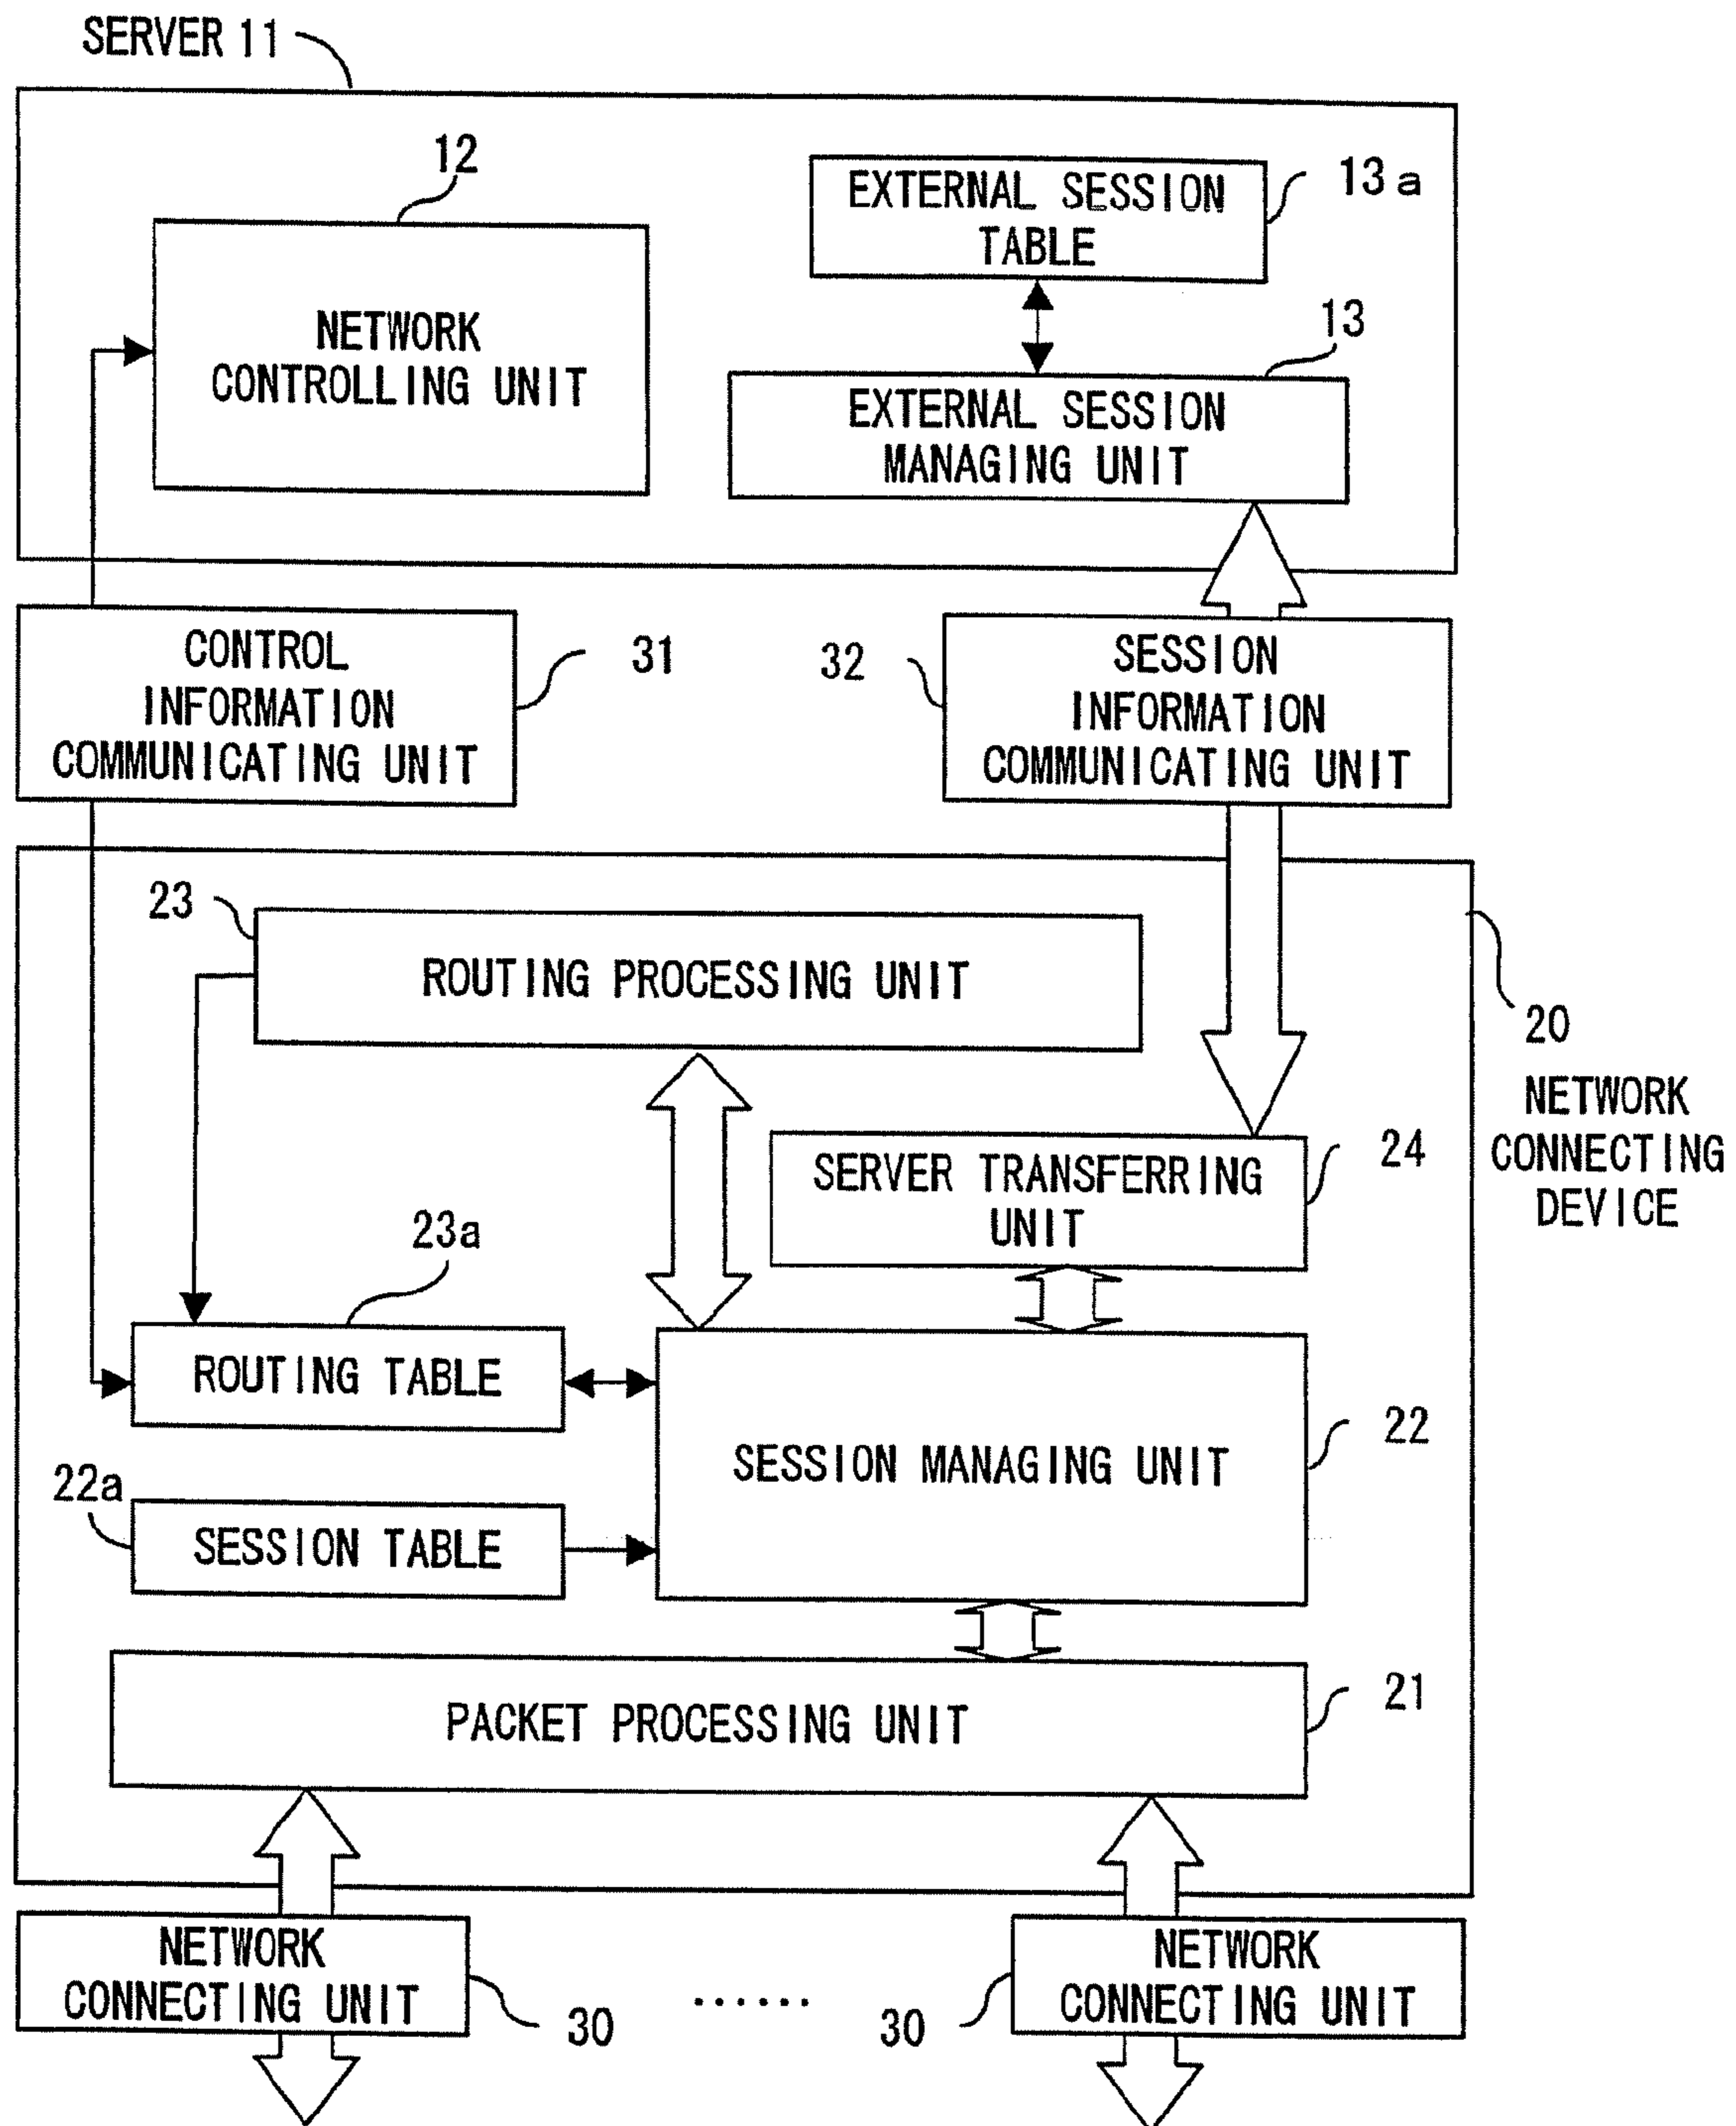 SERVER 11
12
13a
EXTERNAL SESSION
TABLE
NETWORK
CONTROLLING UNIT
13
EXTERNAL SESSION
MANAGING UNIT
CONTROL
INFORMATION
COMMUNICATING UNIT
31
32
SESSION
INFORMATION
COMMUNICATING UNIT
23
ROUTING PROCESSING UNIT
20
NETWORK
CONNECTING
DEVICE
24
SERVER TRANSFERRING
UNIT
23a
ROUTING TABLE
22
SESSION MANAGING UNIT
22a
SESSION TABLE
21
PACKET PROCESSING UNIT
NETWORK
CONNECTING UNIT
30
......
30
NETWORK
CONNECTING UNIT